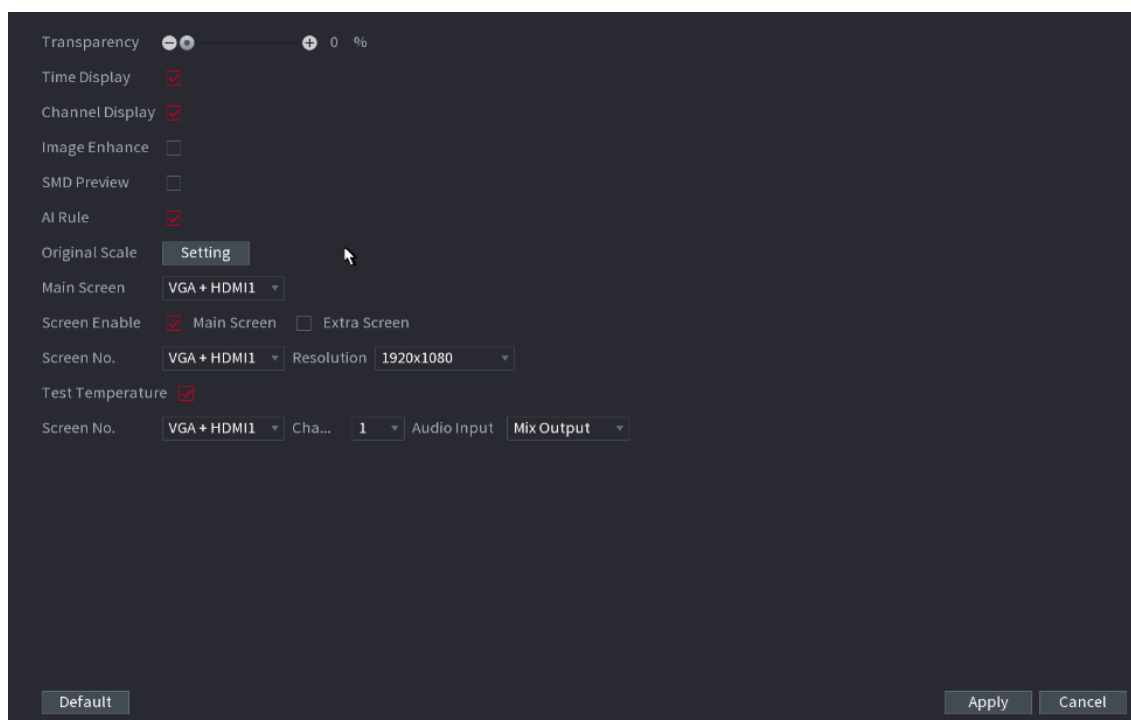 Transparency 0 %
Time Display
Channel Display
Image Enhance
SMD Preview
AI Rule
Original Scale Setting
Main Screen VGA + HDMI1
Screen Enable Main Screen Extra Screen
Screen No. VGA + HDMI1 Resolution 1920x1080
Test Temperature
Screen No. VGA + HDMI1 Cha... 1 Audio Input Mix Output
Default Apply Cancel